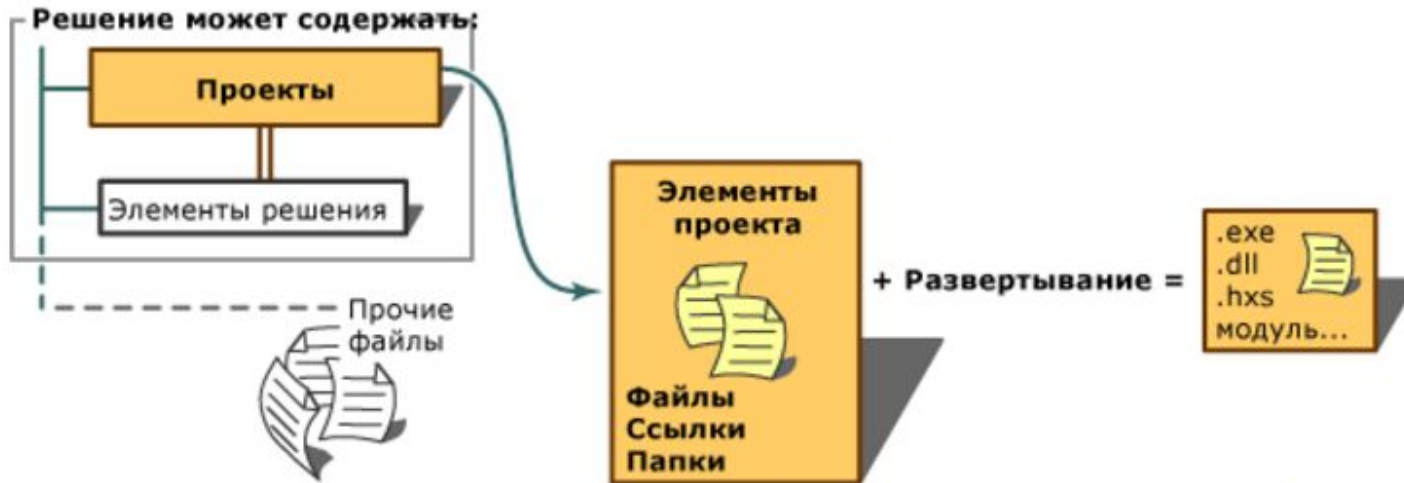 Решение может содержать:
Проекты
Элементы решения
Прочие
файлы
Элементы
проекта
Файлы
Ссылки
Папки
+ Развертывание =
.exe
.dll
.hxs
модуль...